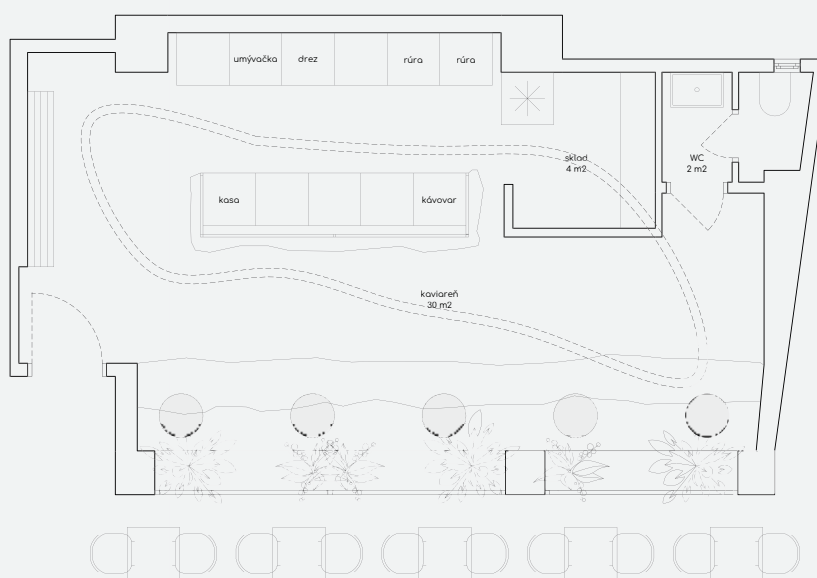 umývačka drez rúra rúra
sklad
4 m2
WC
2 m2
kasa kávovar
kaviareň
30 m2